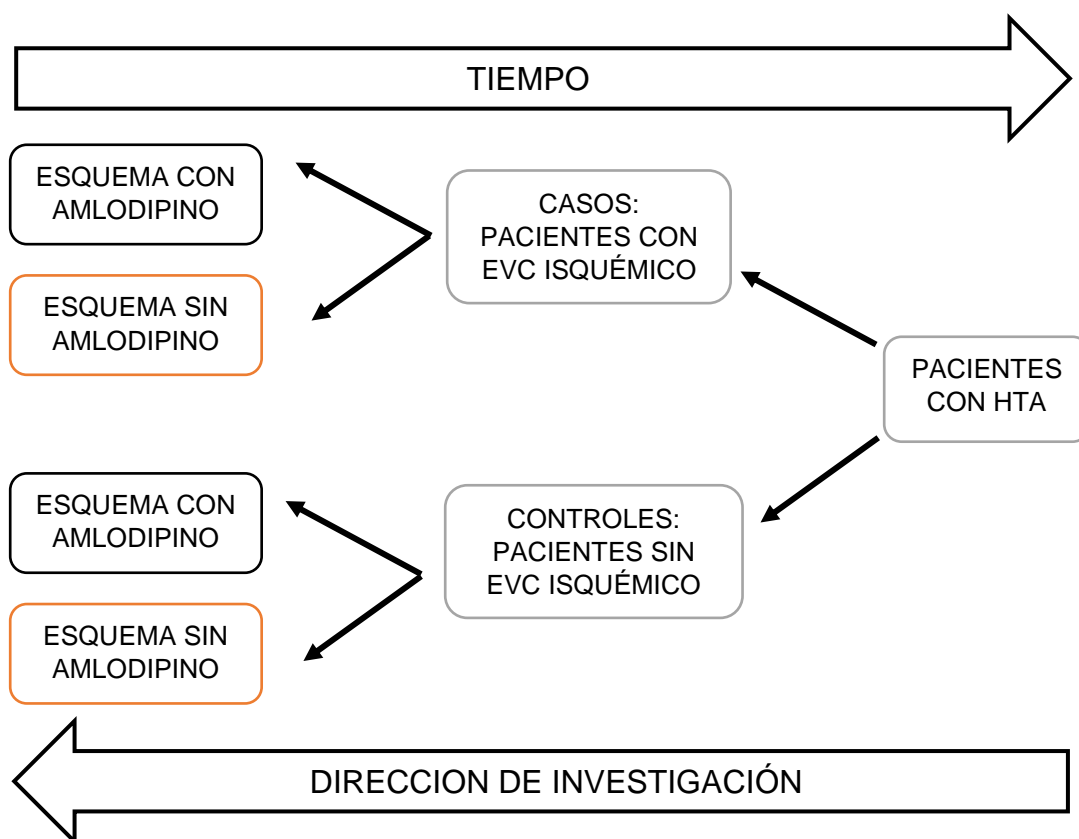 TIEMPO
ESQUEMA CON
AMLODIPINO
CASOS:
PACIENTES CON
EVC ISQUÉMICO
ESQUEMA SIN
AMLODIPINO
PACIENTES
CON HTA
ESQUEMA CON
AMLODIPINO
CONTROLES:
PACIENTES SIN
EVC ISQUÉMICO
ESQUEMA SIN
AMLODIPINO
DIRECCION DE INVESTIGACIÓN